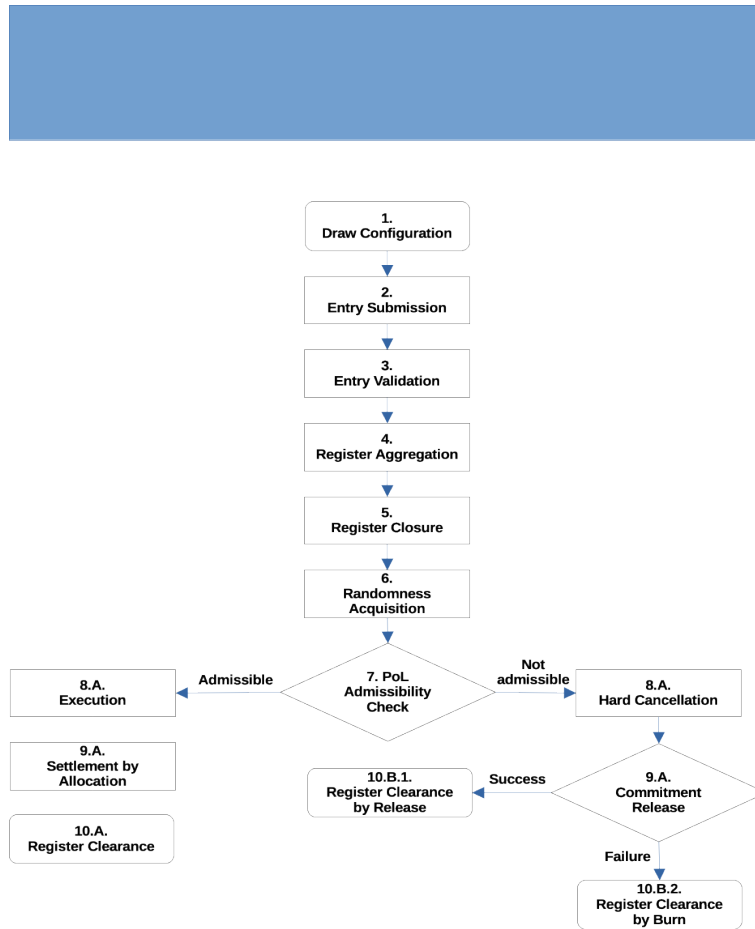 1.
Draw Configuration
2.
Entry Submission
3.
Entry Validation
4.
Register Aggregation
5.
Register Closure
6.
Randomness
Acquisition
7. PoL
Admissibility
Check
Admissible
Not
admissible
8.A.
Execution
8.A.
Hard Cancellation
9.A.
Settlement by
Allocation
10.B.1.
Register Clearance
by Release
Success
9.A.
Commitment
Release
10.A.
Register Clearance
Failure
10.B.2.
Register Clearance
by Burn